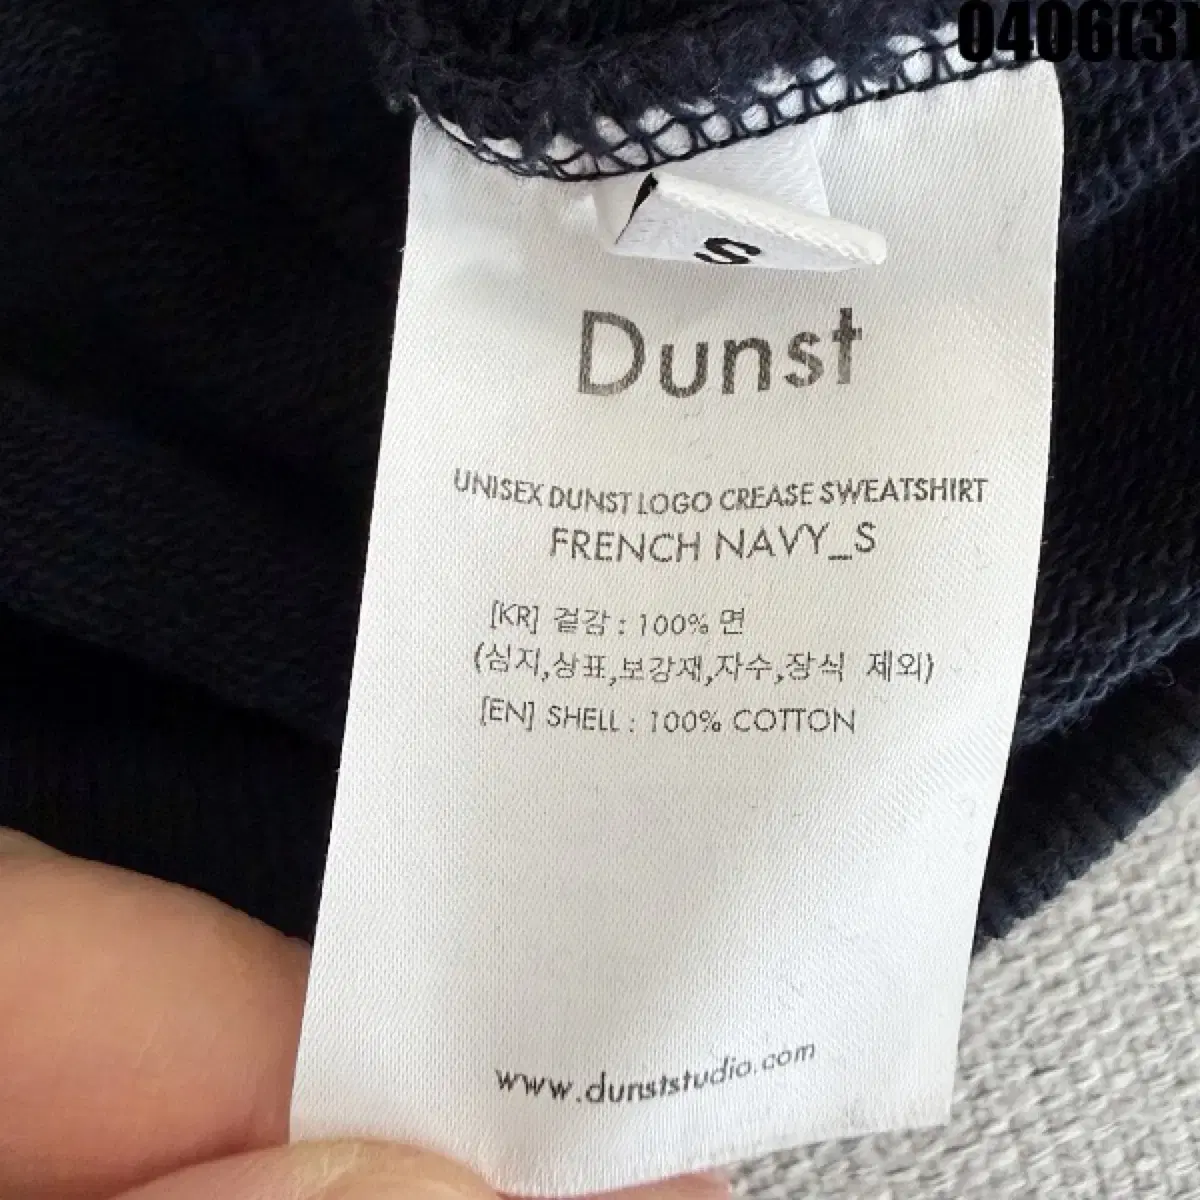 0406(3)
S
Dunst
UNISEX DUNST LOGO CREASE SWEATSHIRT
FRENCH NAVY_S
[KR] 겉감 : 100% 면
(심지,상표,보강재,자수,장식 제외)
[EN] SHELL : 100% COTTON
www.dunststudio.com